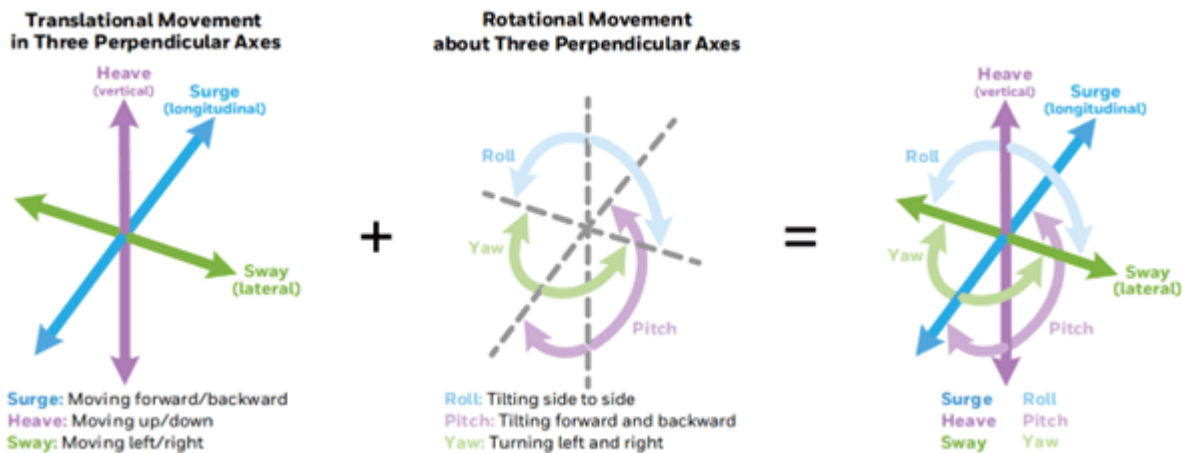 Translational Movement
in Three Perpendicular Axes
Heave
(vertical)
Surge
(longitudinal)
Sway
(lateral)
Surge: Moving forward/backward
Heave: Moving up/down
Sway: Moving left/right
+
Rotational Movement
about Three Perpendicular Axes
Roll
Yaw
Pitch
Roll: Tilting side to side
Pitch: Tilting forward and backward
Yaw: Turning left and right
=
Heave
(vertical)
Surge
(longitudinal)
Roll
Yaw
Sway
(lateral)
Pitch
Surge Roll
Heave Pitch
Sway Yaw